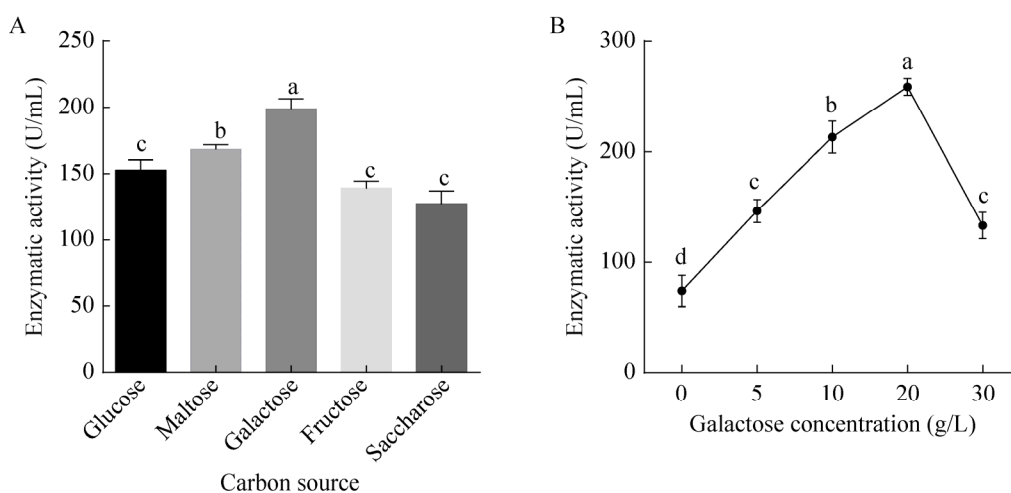 A
Enzymatic activity (U/mL)
250
200
150
100
50
0
c
b
a
c
c
Glucose
Maltose
Galactose
Fructose
Saccharose
Carbon source
B
Enzymatic activity (U/mL)
300
200
100
0
d
c
b
a
c
0 5 10 20 30
Galactose concentration (g/L)